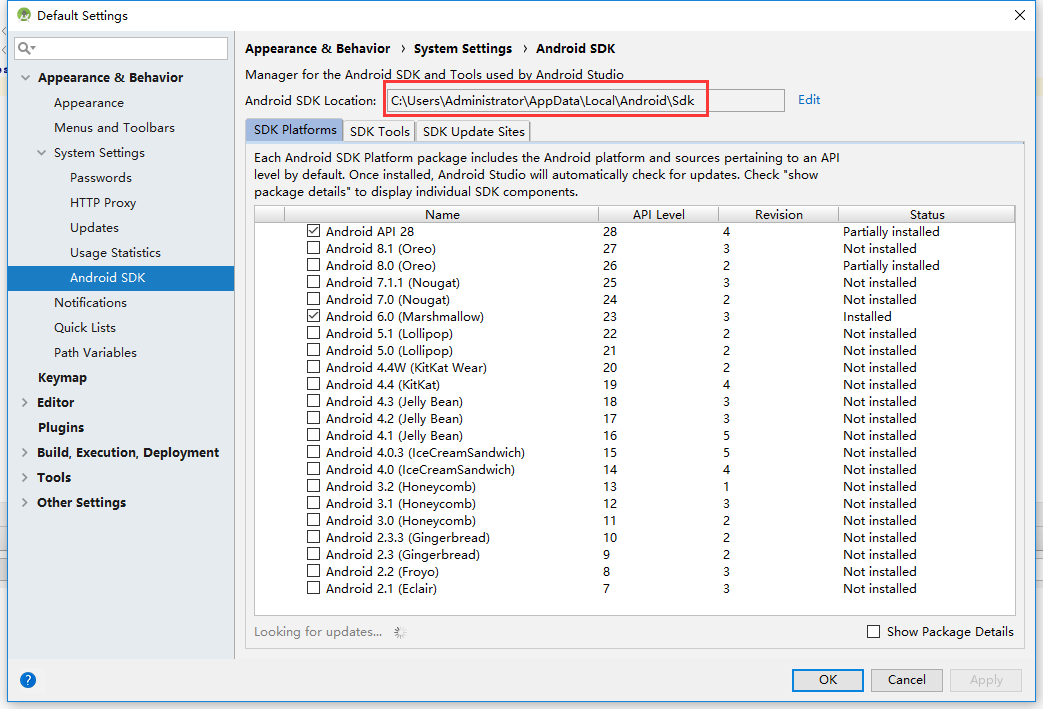 Default Settings
Appearance & Behavior
Appearance
Menus and Toolbars
System Settings
Passwords
HTTP Proxy
Updates
Usage Statistics
Android SDK
Notifications
Quick Lists
Path Variables
Keymap
Editor
Plugins
Build, Execution, Deployment
Tools
Other Settings
Appearance & Behavior › System Settings › Android SDK
Manager for the Android SDK and Tools used by Android Studio
Android SDK Location: C:\Users\Administrator\AppData\Local\Android\Sdk Edit
SDK Platforms SDK Tools SDK Update Sites
Each Android SDK Platform package includes the Android platform and sources pertaining to an API
level by default. Once installed, Android Studio will automatically check for updates. Check "show
package details" to display individual SDK components.
Name API Level Revision Status
Android API 28 28 4 Partially installed
Android 8.1 (Oreo) 27 3 Not installed
Android 8.0 (Oreo) 26 2 Partially installed
Android 7.1.1 (Nougat) 25 3 Not installed
Android 7.0 (Nougat) 24 2 Not installed
Android 6.0 (Marshmallow) 23 3 Installed
Android 5.1 (Lollipop) 22 2 Not installed
Android 5.0 (Lollipop) 21 2 Not installed
Android 4.4W (KitKat Wear) 20 2 Not installed
Android 4.4 (KitKat) 19 4 Not installed
Android 4.3 (Jelly Bean) 18 3 Not installed
Android 4.2 (Jelly Bean) 17 3 Not installed
Android 4.1 (Jelly Bean) 16 5 Not installed
Android 4.0.3 (IceCreamSandwich) 15 5 Not installed
Android 4.0 (IceCreamSandwich) 14 4 Not installed
Android 3.2 (Honeycomb) 13 1 Not installed
Android 3.1 (Honeycomb) 12 3 Not installed
Android 3.0 (Honeycomb) 11 2 Not installed
Android 2.3.3 (Gingerbread) 10 2 Not installed
Android 2.3 (Gingerbread) 9 2 Not installed
Android 2.2 (Froyo) 8 3 Not installed
Android 2.1 (Eclair) 7 3 Not installed
Looking for updates... Show Package Details
? OK Cancel Apply